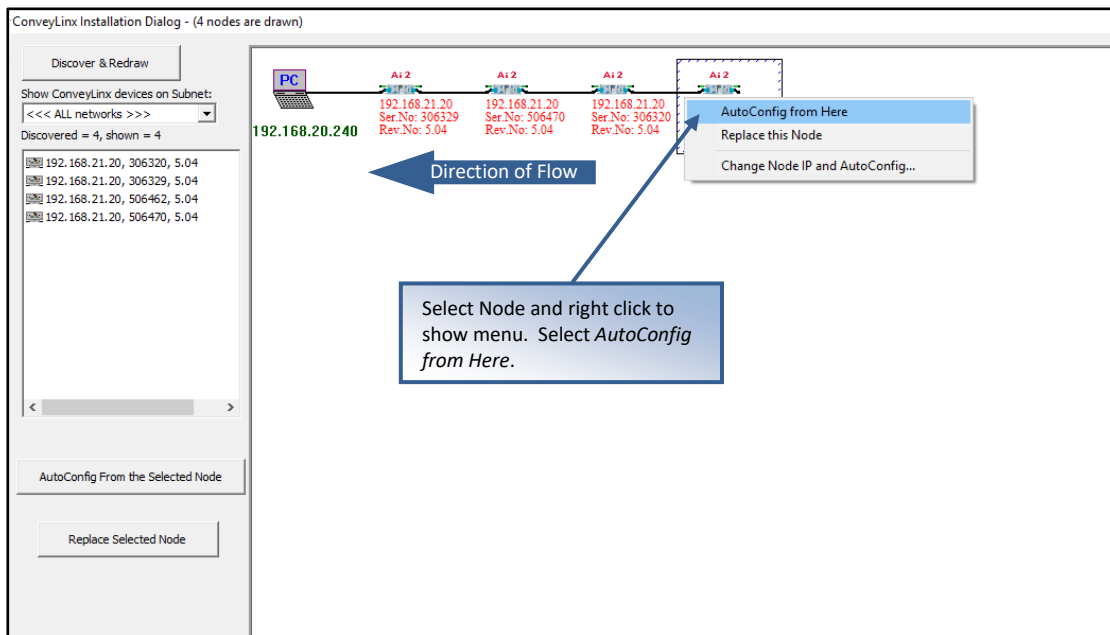 ConveyLinx Installation Dialog - (4 nodes are drawn)
Discover & Redraw
Show ConveyLinx devices on Subnet:
<<< ALL networks >>>
Discovered = 4, shown = 4
192.168.21.20, 306320, 5.04
192.168.21.20, 306329, 5.04
192.168.21.20, 506462, 5.04
192.168.21.20, 506470, 5.04
AutoConfig From the Selected Node
Replace Selected Node
PC
192.168.20.240
Ai 2
192.168.21.20
Ser.No: 306329
Rev.No: 5.04
Ai 2
192.168.21.20
Ser.No: 506470
Rev.No: 5.04
Ai 2
192.168.21.20
Ser.No: 306320
Rev.No: 5.04
Ai 2
AutoConfig from Here
Replace this Node
Change Node IP and AutoConfig...
Direction of Flow
Select Node and right click to
show menu. Select AutoConfig
from Here.